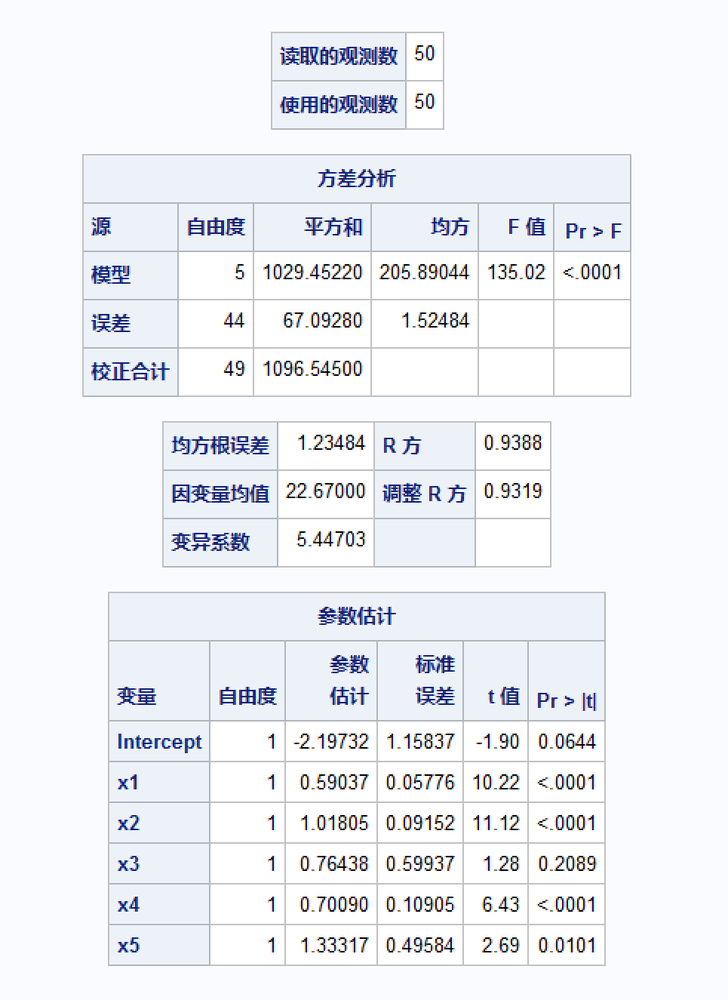 读取的观测数 50
使用的观测数 50
方差分析
源 自由度 平方和 均方 F 值 Pr > F
模型 5 1029.45220 205.89044 135.02 <.0001
误差 44 67.09280 1.52484
校正合计 49 1096.54500
均方根误差 1.23484 R 方 0.9388
因变量均值 22.67000 调整 R 方 0.9319
变异系数 5.44703
参数估计
变量 自由度 参数估计 标准误差 t 值 Pr > |t|
Intercept 1 -2.19732 1.15837 -1.90 0.0644
x1 1 0.59037 0.05776 10.22 <.0001
x2 1 1.01805 0.09152 11.12 <.0001
x3 1 0.76438 0.59937 1.28 0.2089
x4 1 0.70090 0.10905 6.43 <.0001
x5 1 1.33317 0.49584 2.69 0.0101